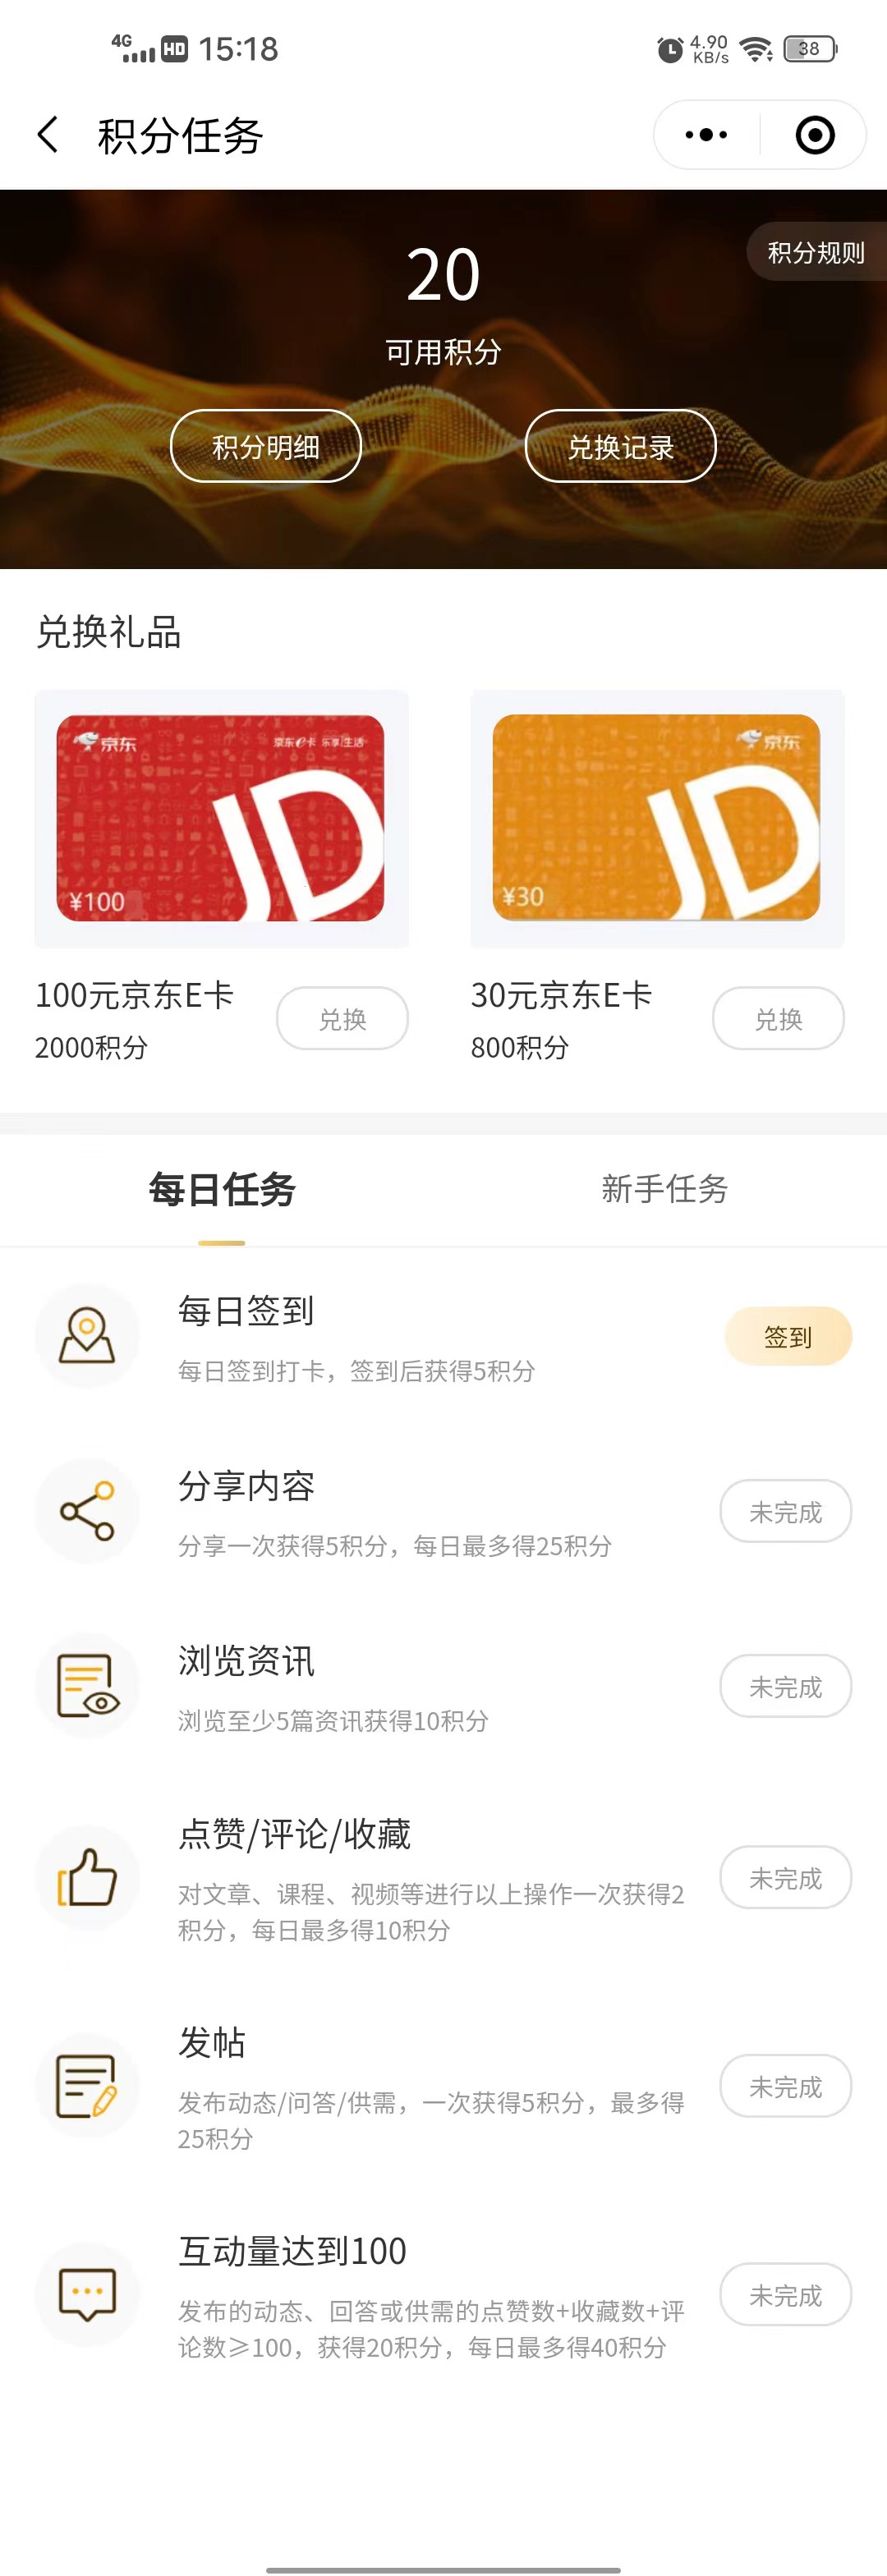 4G HD 15:18 4.90 KB/s 38
积分任务
积分规则
20
可用积分
积分明细 兑换记录
兑换礼品
京东 京东e卡 乐享生活
JD
¥100
京东
JD
¥30
100元京东E卡
2000积分
兑换
30元京东E卡
800积分
兑换
每日任务 新手任务
每日签到
每日签到打卡，签到后获得5积分
签到
分享内容
分享一次获得5积分，每日最多得25积分
未完成
浏览资讯
浏览至少5篇资讯获得10积分
未完成
点赞/评论/收藏
对文章、课程、视频等进行以上操作一次获得2
积分，每日最多得10积分
未完成
发帖
发布动态/问答/供需，一次获得5积分，最多得
25积分
未完成
互动量达到100
发布的动态、回答或供需的点赞数+收藏数+评
论数≥100，获得20积分，每日最多得40积分
未完成